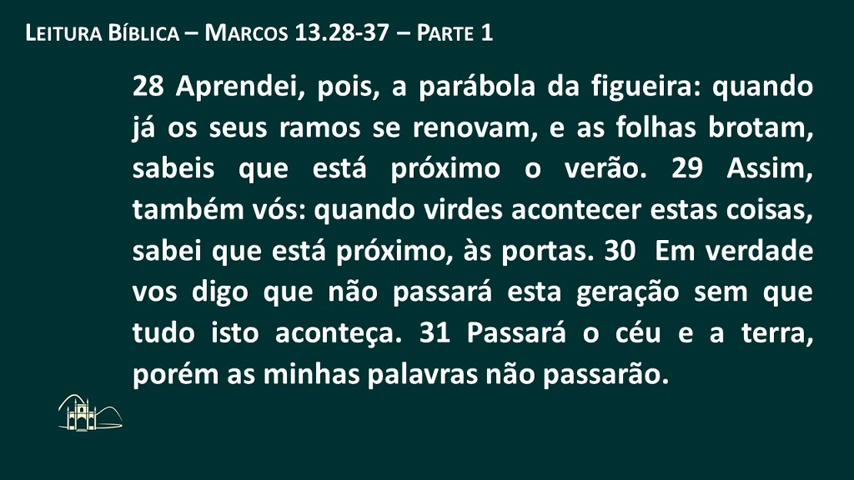 LEITURA BÍBLICA – MARCOS 13.28-37 – PARTE 1
28 Aprendei, pois, a parábola da figueira: quando
já os seus ramos se renovam, e as folhas brotam,
sabeis que está próximo o verão. 29 Assim,
também vós: quando virdes acontecer estas coisas,
sabei que está próximo, às portas. 30 Em verdade
vos digo que não passará esta geração sem que
tudo isto aconteça. 31 Passará o céu e a terra,
porém as minhas palavras não passarão.